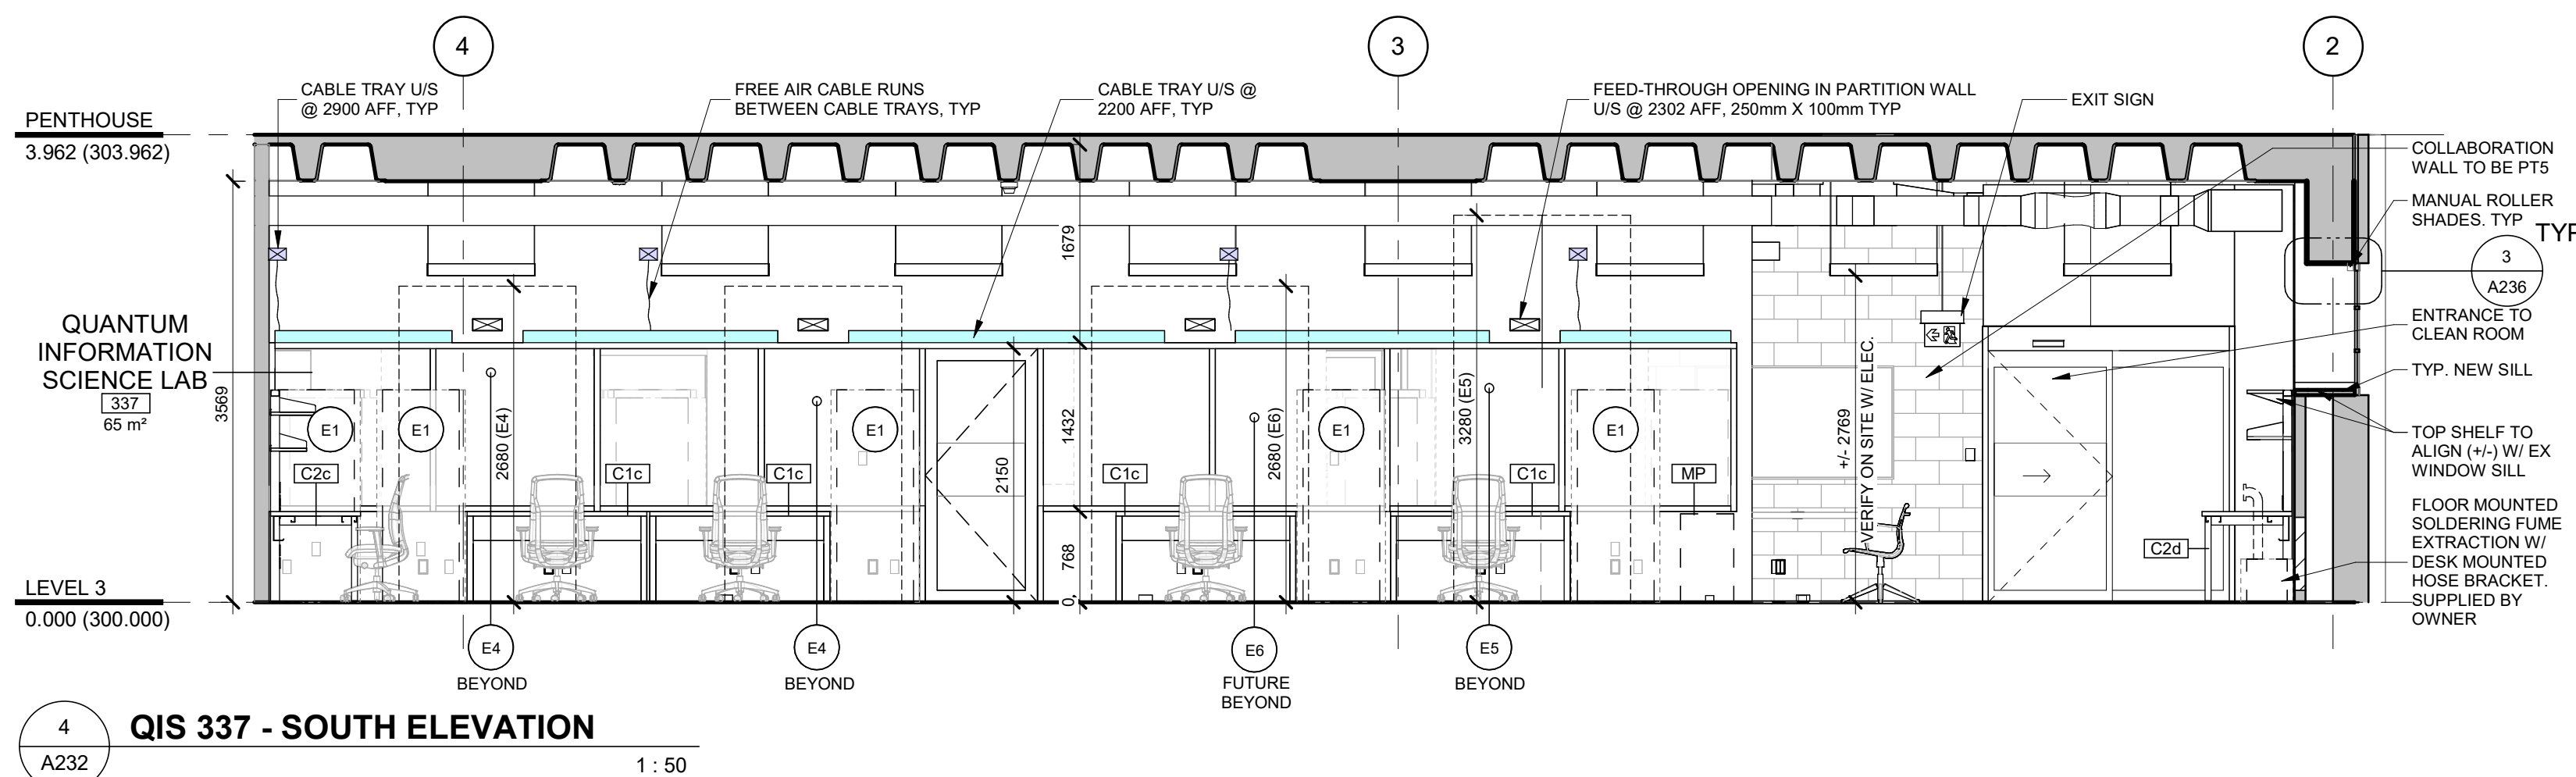 4
3
2
CABLE TRAY U/S
@ 2900 AFF, TYP
FREE AIR CABLE RUNS
BETWEEN CABLE TRAYS, TYP
CABLE TRAY U/S @
2200 AFF, TYP
FEED-THROUGH OPENING IN PARTITION WALL
U/S @ 2302 AFF, 250mm X 100mm TYP
EXIT SIGN
PENTHOUSE
3.962 (303.962)
COLLABORATION
WALL TO BE PT5
MANUAL ROLLER
SHADES. TYP
TYP
3
A236
ENTRANCE TO
CLEAN ROOM
TYP. NEW SILL
TOP SHELF TO
ALIGN (+/-) W/ EX
WINDOW SILL
FLOOR MOUNTED
SOLDERING FUME
EXTRACTION W/
DESK MOUNTED
HOSE BRACKET.
SUPPLIED BY
OWNER
QUANTUM
INFORMATION
SCIENCE LAB
337
65 m²
3569
1679
1432
768
0
2150
2680 (E4)
2680 (E6)
3280 (E5)
+/- 2769
VERIFY ON SITE W/ ELEC.
E1
E1
E1
E1
E1
C2c
C1c
C1c
C1c
C1c
MP
C2d
LEVEL 3
0.000 (300.000)
E4
BEYOND
E4
BEYOND
E6
FUTURE
BEYOND
E5
BEYOND
4
A232
QIS 337 - SOUTH ELEVATION
1 : 50